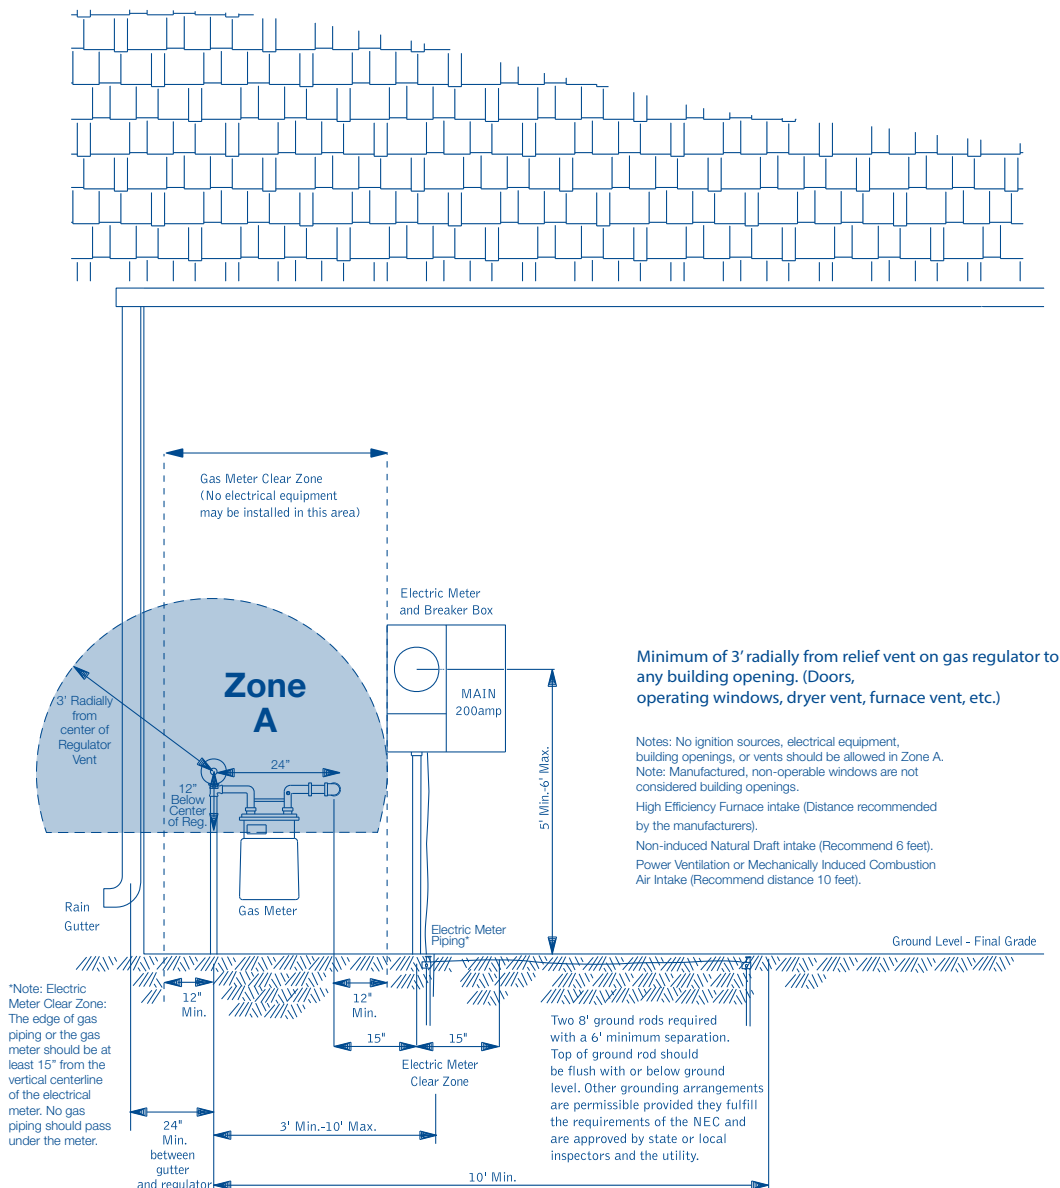 Gas Meter Clear Zone
(No electrical equipment
may be installed in this area)
Electric Meter
and Breaker Box
Zone
A
MAIN
200amp
3’ Radially
from
center of
Regulator
Vent
24”
12”
Below
Center
of Reg.
5' Min-6' Max.
Minimum of 3’ radially from relief vent on gas regulator to
any building opening. (Doors,
operating windows, dryer vent, furnace vent, etc.)
Notes: No ignition sources, electrical equipment,
building openings, or vents should be allowed in Zone A.
Note: Manufactured, non-operable windows are not
considered building openings.
High Efficiency Furnace intake (Distance recommended
by the manufacturers).
Non-induced Natural Draft intake (Recommend 6 feet).
Power Ventilation or Mechanically Induced Combustion
Air Intake (Recommend distance 10 feet).
Rain
Gutter
Gas Meter
Electric Meter
Piping*
Ground Level - Final Grade
*Note: Electric
Meter Clear Zone:
The edge of gas
piping or the gas
meter should be at
least 15” from the
vertical centerline
of the electrical
meter. No gas
piping should pass
under the meter.
12"
Min.
12"
Min.
15"
15"
Electric Meter
Clear Zone
Two 8' ground rods required
with a 6' minimum separation.
Top of ground rod should
be flush with or below ground
level. Other grounding arrangements
are permissible provided they fulfill
the requirements of the NEC and
are approved by state or local
inspectors and the utility.
24"
Min.
between
gutter
and regulator
3' Min.-10' Max.
10' Min.